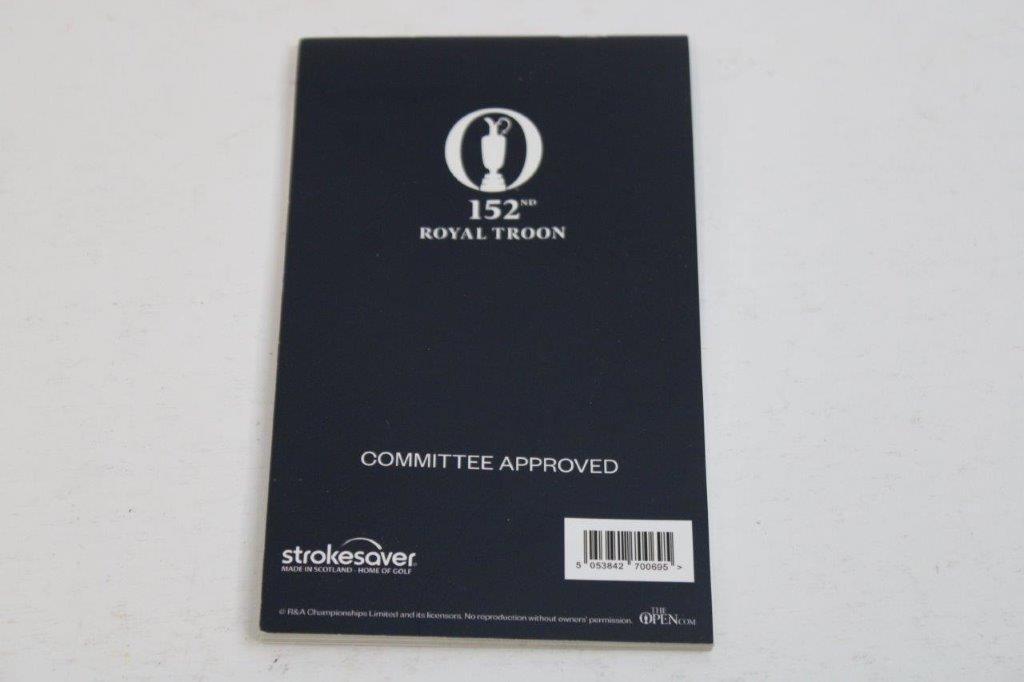 152ND
ROYAL TROON
COMMITTEE APPROVED
strokesaver
MADE IN SCOTLAND - HOME OF GOLF
5 053842 700695 >
© R&A Championships Limited and its licensors. No reproduction without owners' permission.
THE OPEN.COM